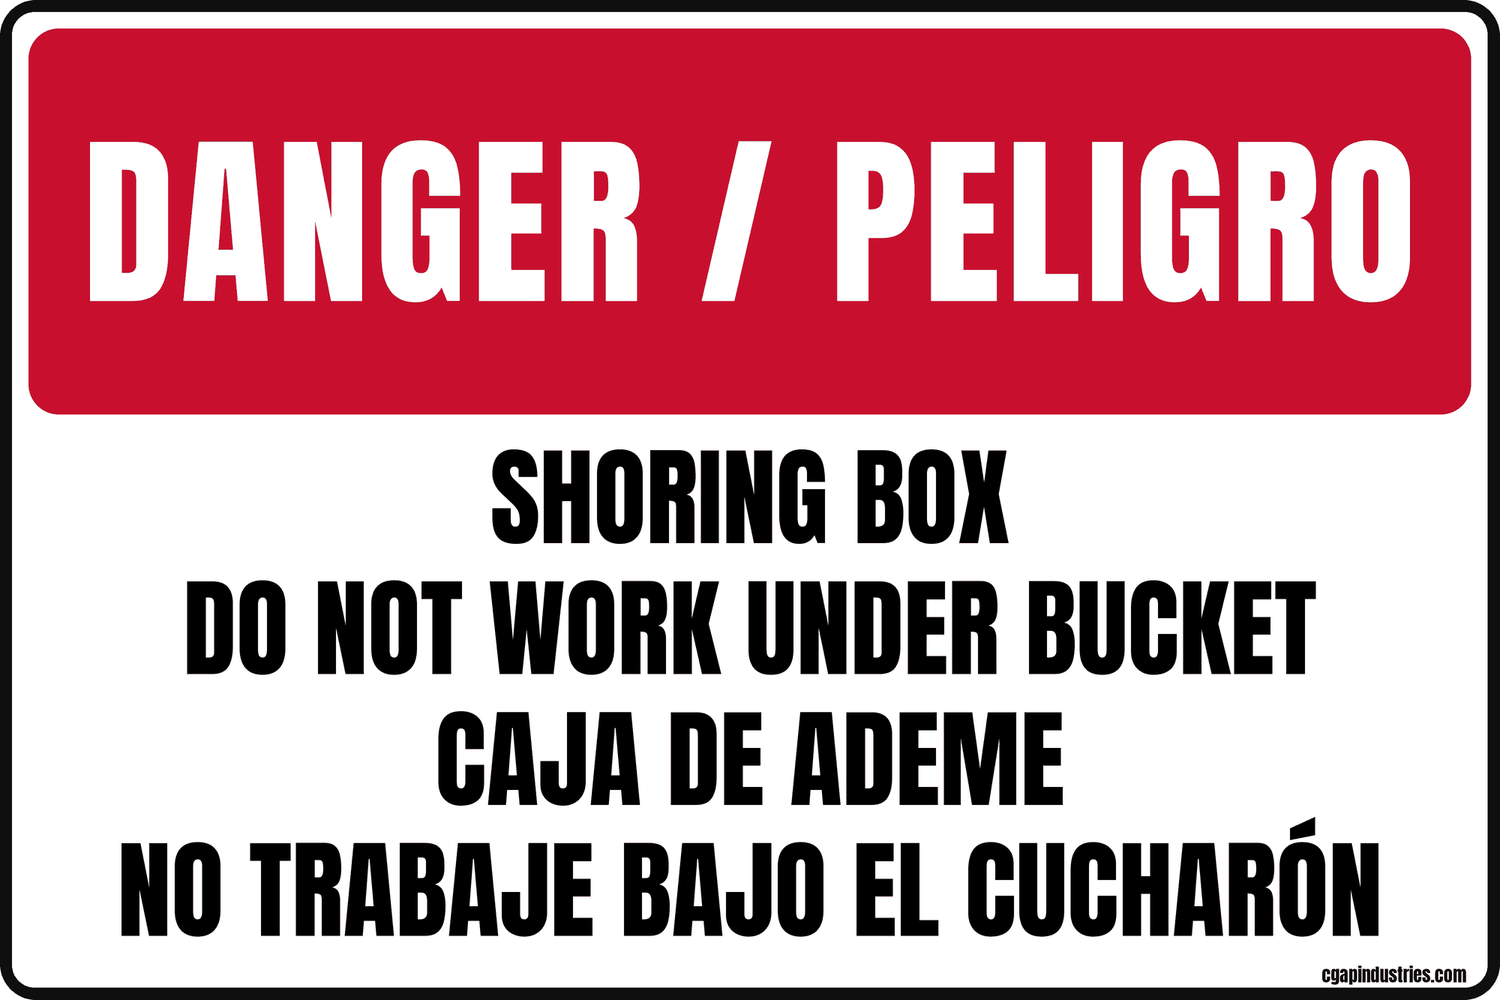 DANGER / PELIGRO
SHORING BOX
DO NOT WORK UNDER BUCKET
CAJA DE ADEME
NO TRABAJE BAJO EL CUCHARÓN
cgapindustries.com